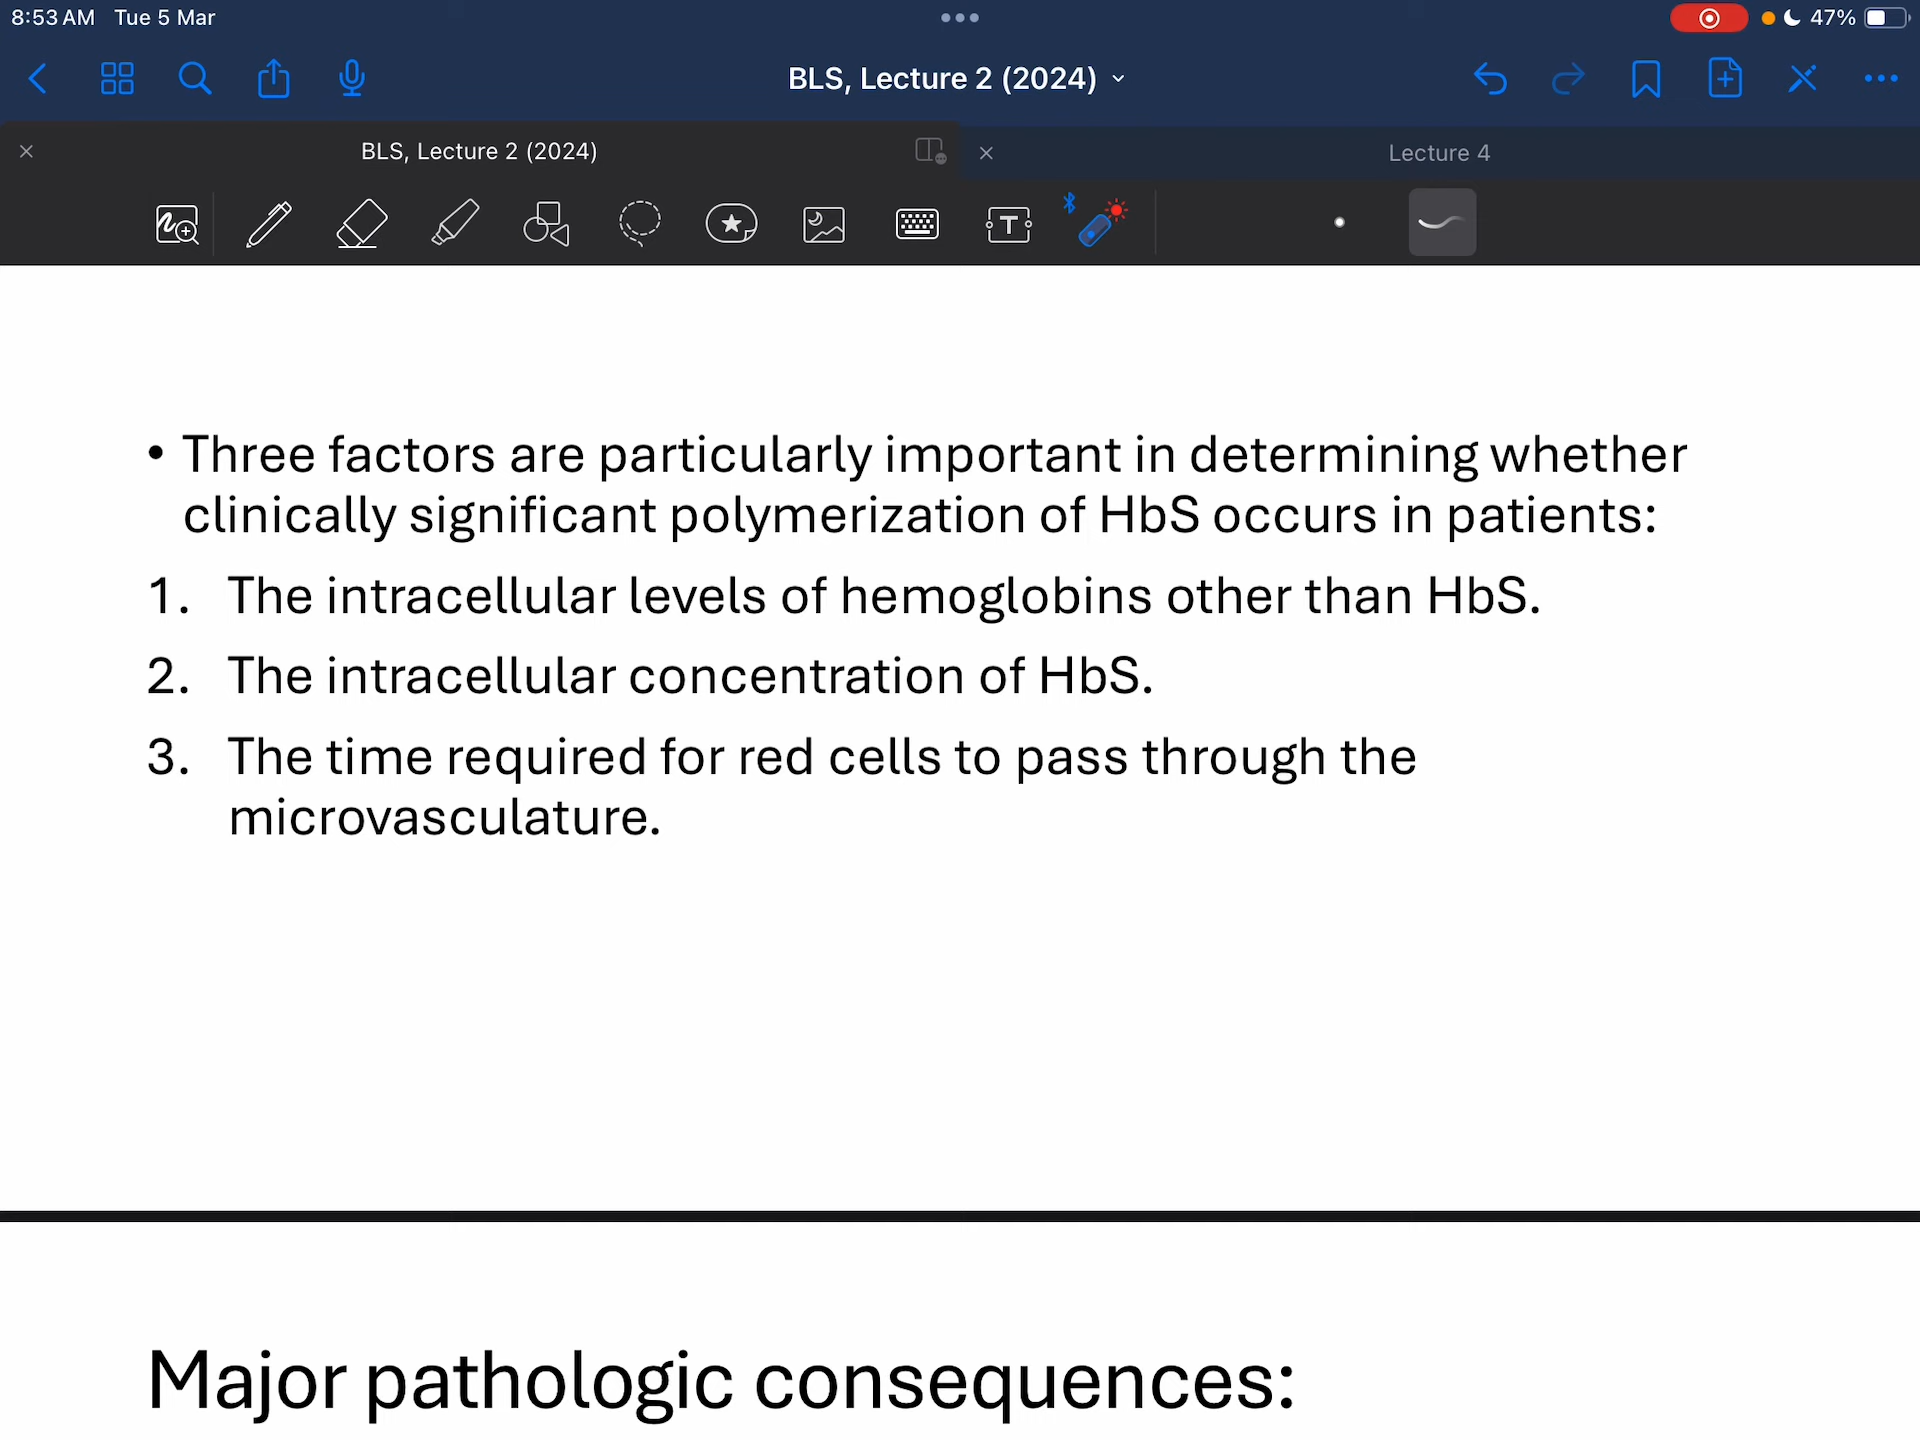 8:53 AM Tue 5 Mar
47%
BLS, Lecture 2 (2024)
BLS, Lecture 2 (2024)
Lecture 4
T
• Three factors are particularly important in determining whether
clinically significant polymerization of HbS occurs in patients:
1. The intracellular levels of hemoglobins other than HbS.
2. The intracellular concentration of HbS.
3. The time required for red cells to pass through the
microvasculature.
Major pathologic consequences: